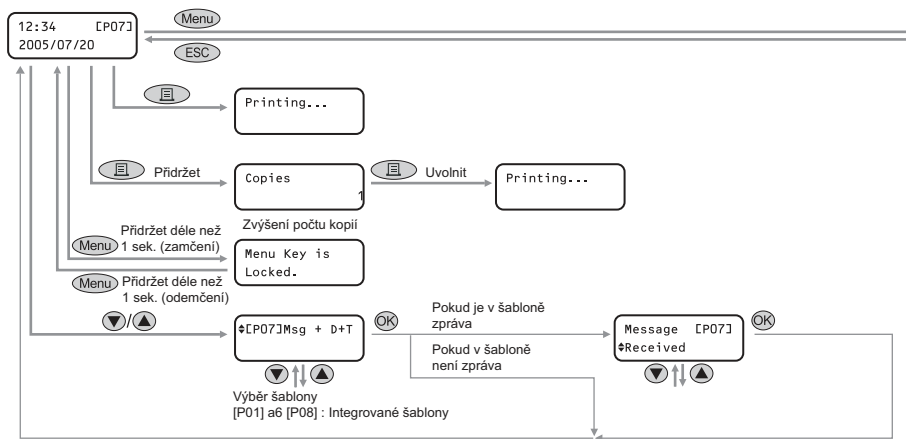 12:34 [P07]
2005/07/20
Menu
ESC
Printing...
Přidržet
Copies
1
Uvolnit
Printing...
Zvýšení počtu kopií
Přidržet déle než
Menu 1 sek. (zamčení)
Menu Key is
Locked.
Menu Přidržet déle než
1 sek. (odemčení)
[P07]Msg + D+T
OK
Pokud je v šabloně
zpráva
Pokud v šabloně
není zpráva
Message [P07]
Received
OK
Výběr šablony
[P01] a6 [P08] : Integrované šablony